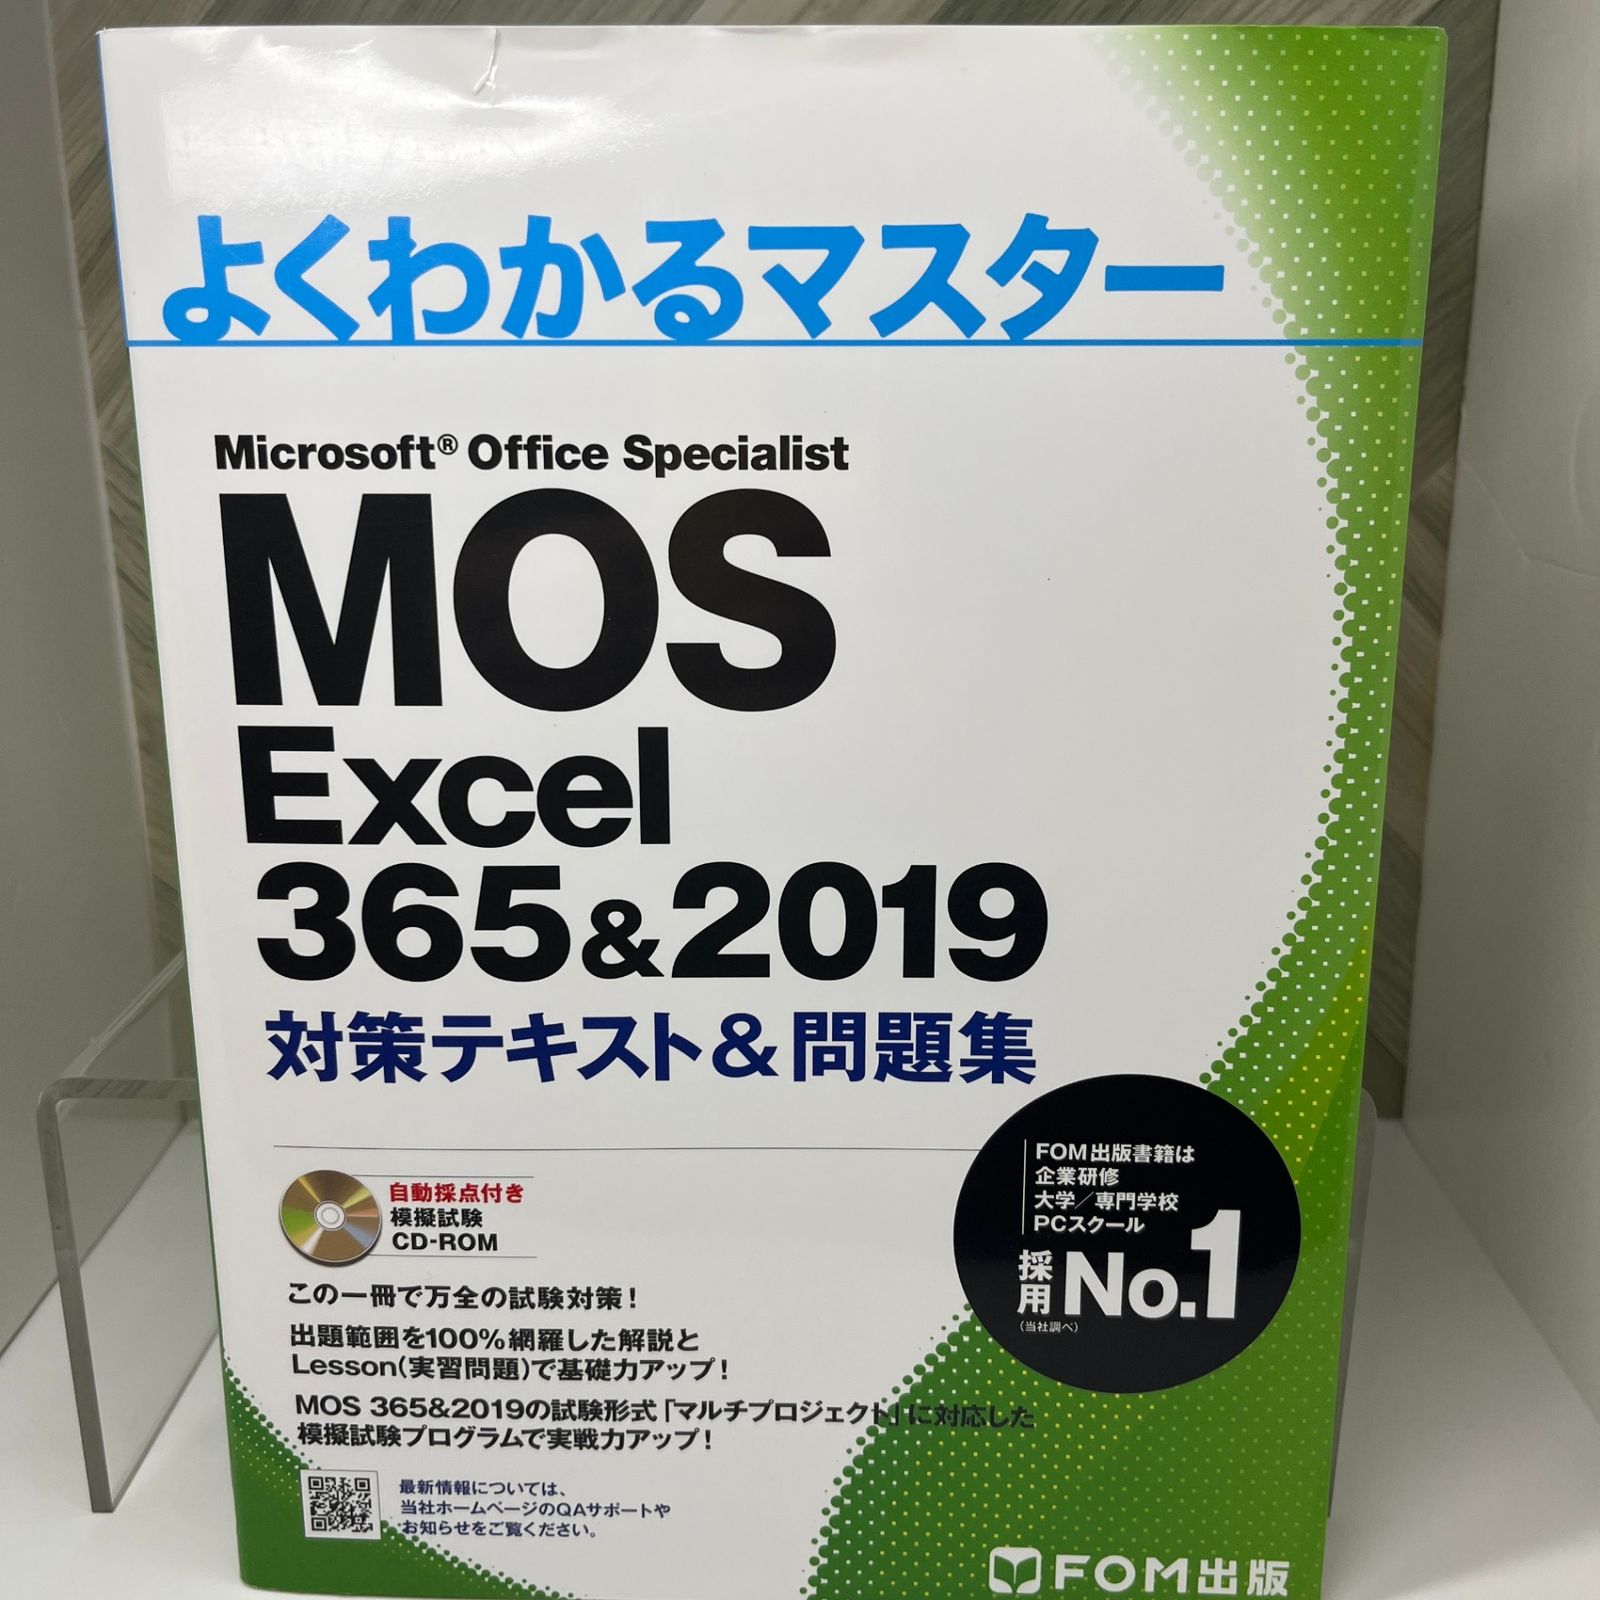 よくわかるマスター
Microsoft® Office Specialist
MOS
Excel
365&2019
対策テキスト&問題集
FOM出版書籍は
企業研修
大学／専門学校
PCスクール
採用 No.1
（当社調べ）
自動採点付き
模擬試験
CD-ROM
この一冊で万全の試験対策！
出題範囲を100%網羅した解説と
Lesson（実習問題）で基礎力アップ！
MOS 365&2019の試験形式「マルチプロジェクト」に対応した
模擬試験プログラムで実戦力アップ！
最新情報については、
当社ホームページのQAサポートや
お知らせをご覧ください。
FOM出版